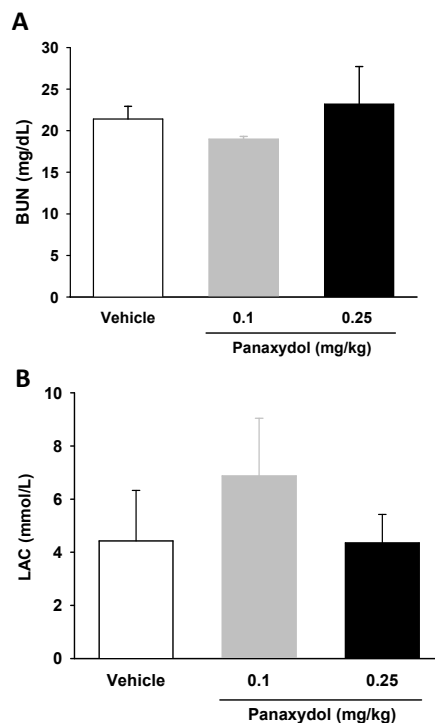 A
30
25
20
15
10
5
0
BUN (mg/dL)
Vehicle 0.1 0.25
Panaxydol (mg/kg)
B
10
8
6
4
2
0
LAC (mmol/L)
Vehicle 0.1 0.25
Panaxydol (mg/kg)